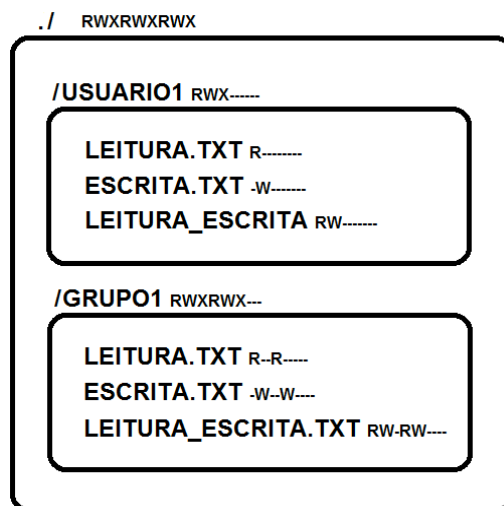 ./ RWXRWXRWX
/USUARIO1 RWX------
LEITURA.TXT R--------
ESCRITA.TXT -W-------
LEITURA_ESCRITA RW-------
/GRUPO1 RWXRWX---
LEITURA.TXT R--R-----
ESCRITA.TXT -W--W----
LEITURA_ESCRITA.TXT RW-RW----